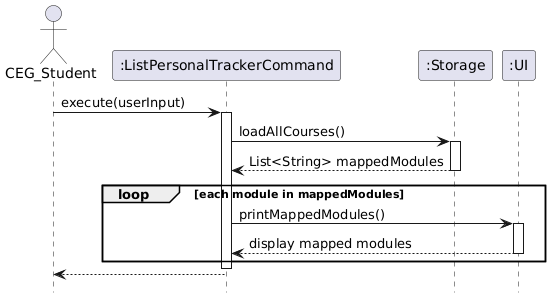 CEG_Student
:ListPersonalTrackerCommand
:Storage
:UI
execute(userInput)
loadAllCourses()
List<String> mappedModules
loop
[each module in mappedModules]
printMappedModules()
display mapped modules